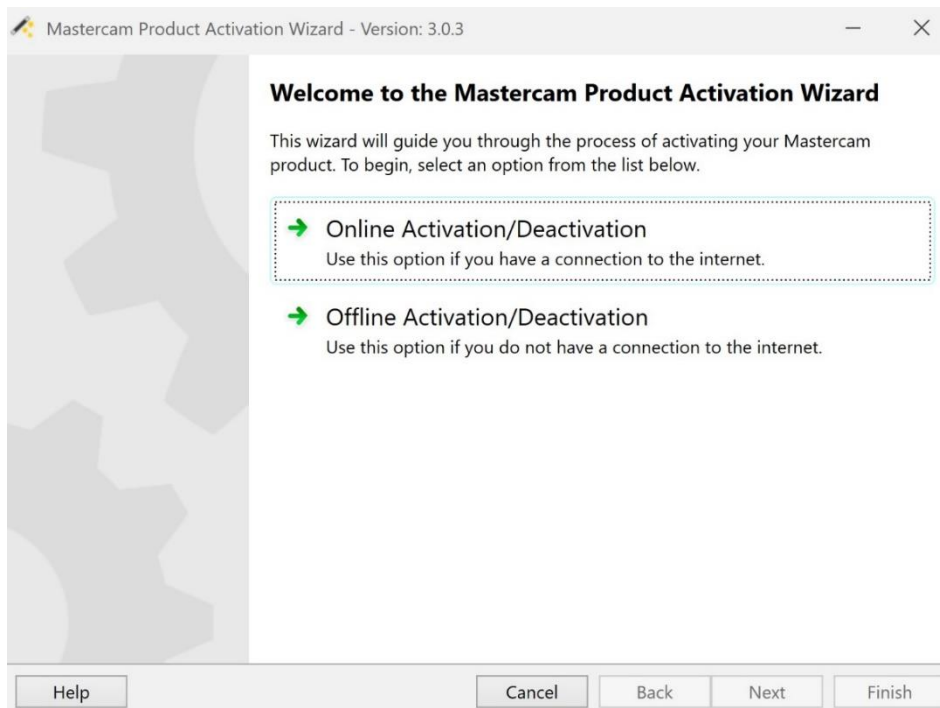 Mastercam Product Activation Wizard - Version: 3.0.3
Welcome to the Mastercam Product Activation Wizard
This wizard will guide you through the process of activating your Mastercam
product. To begin, select an option from the list below.
Online Activation/Deactivation
Use this option if you have a connection to the internet.
Offline Activation/Deactivation
Use this option if you do not have a connection to the internet.
Help
Cancel
Back
Next
Finish